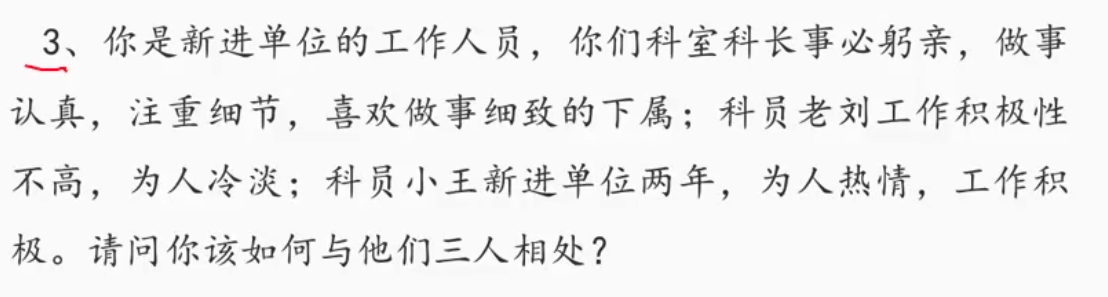 3、你是新进单位的工作人员，你们科室科长事必躬亲，做事
认真，注重细节，喜欢做事细致的下属；科员老刘工作积极性
不高，为人冷淡；科员小王新进单位两年，为人热情，工作积
极。请问你该如何与他们三人相处？